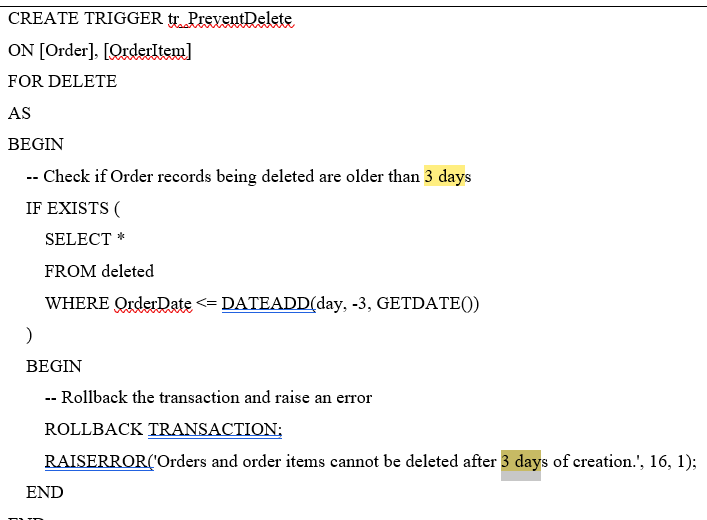 CREATE TRIGGER tr_PreventDelete
ON [Order], [OrderItem]
FOR DELETE
AS
BEGIN
-- Check if Order records being deleted are older than 3 days
IF EXISTS (
SELECT *
FROM deleted
WHERE OrderDate <= DATEADD(day, -3, GETDATE())
)
BEGIN
-- Rollback the transaction and raise an error
ROLLBACK TRANSACTION;
RAISERROR('Orders and order items cannot be deleted after 3 days of creation.', 16, 1);
END
END